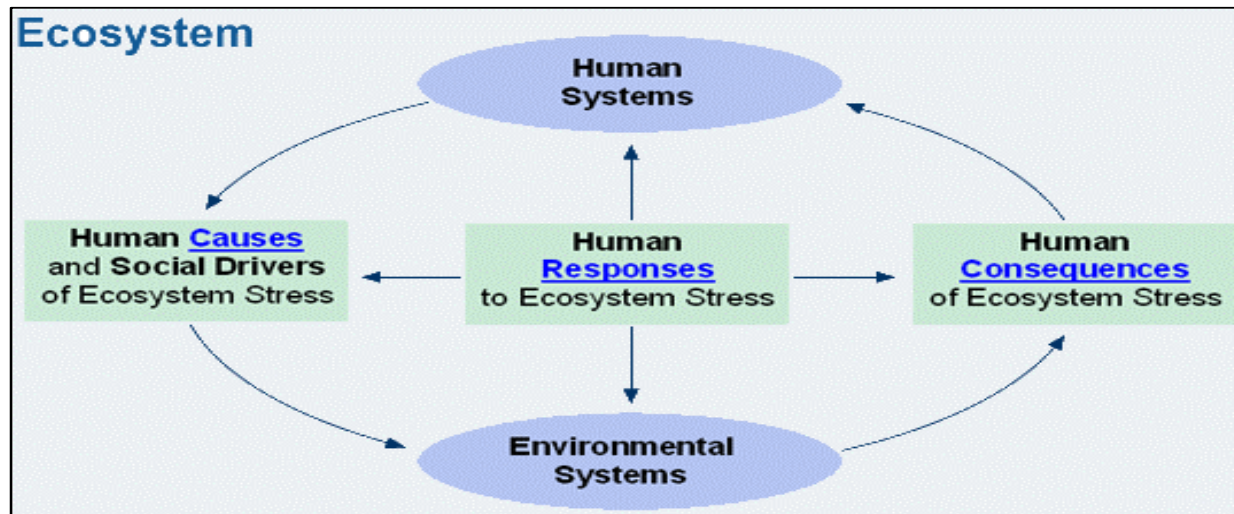 Ecosystem
Human
Systems
Human Causes
and Social Drivers
of Ecosystem Stress
Human
Responses
to Ecosystem Stress
Human
Consequences
of Ecosystem Stress
Environmental
Systems